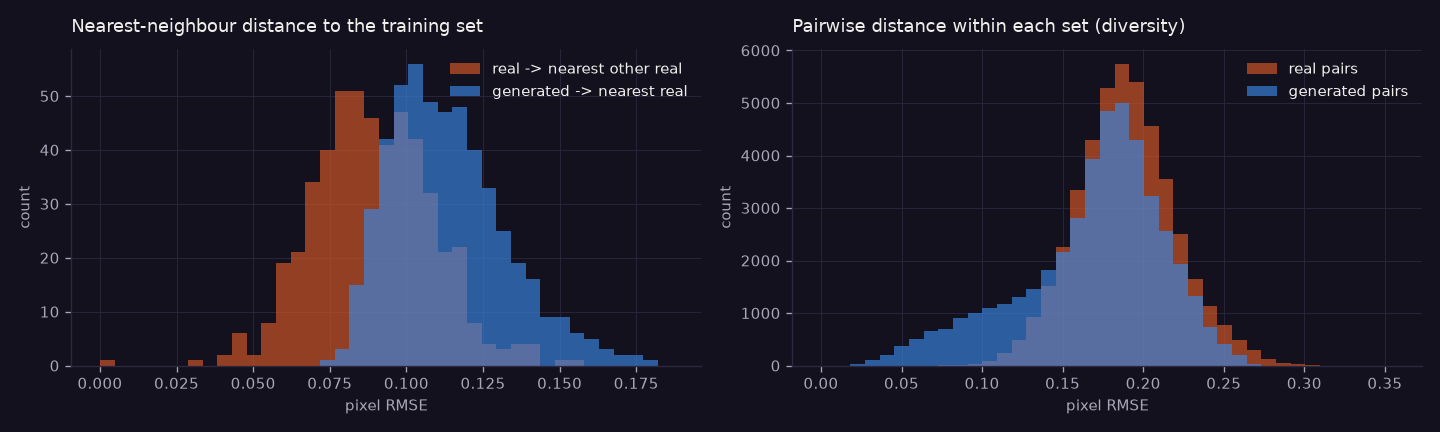 Nearest-neighbour distance to the training set
real -> nearest other real
generated -> nearest real
count
50
40
30
20
10
0
0.000 0.025 0.050 0.075 0.100 0.125 0.150 0.175
pixel RMSE
Pairwise distance within each set (diversity)
real pairs
generated pairs
count
6000
5000
4000
3000
2000
1000
0
0.00 0.05 0.10 0.15 0.20 0.25 0.30 0.35
pixel RMSE